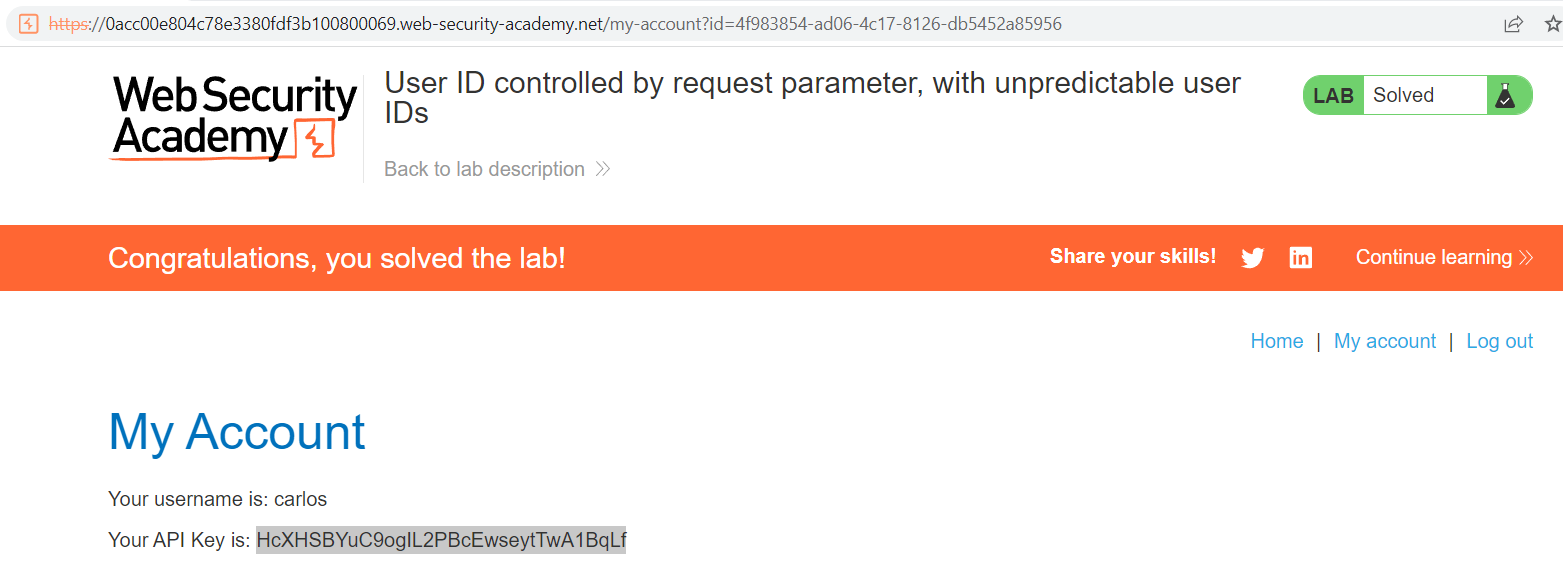 https://0acc00e804c78e3380fdf3b100800069.web-security-academy.net/my-account?id=4f983854-ad06-4c17-8126-db5452a85956
Web Security
Academy
User ID controlled by request parameter, with unpredictable user
IDs
LAB Solved
Back to lab description
Congratulations, you solved the lab!
Share your skills!
Continue learning
Home | My account | Log out
My Account
Your username is: carlos
Your API Key is: HcXHSBYuC9ogIL2PBcEwseytTwA1BqLf